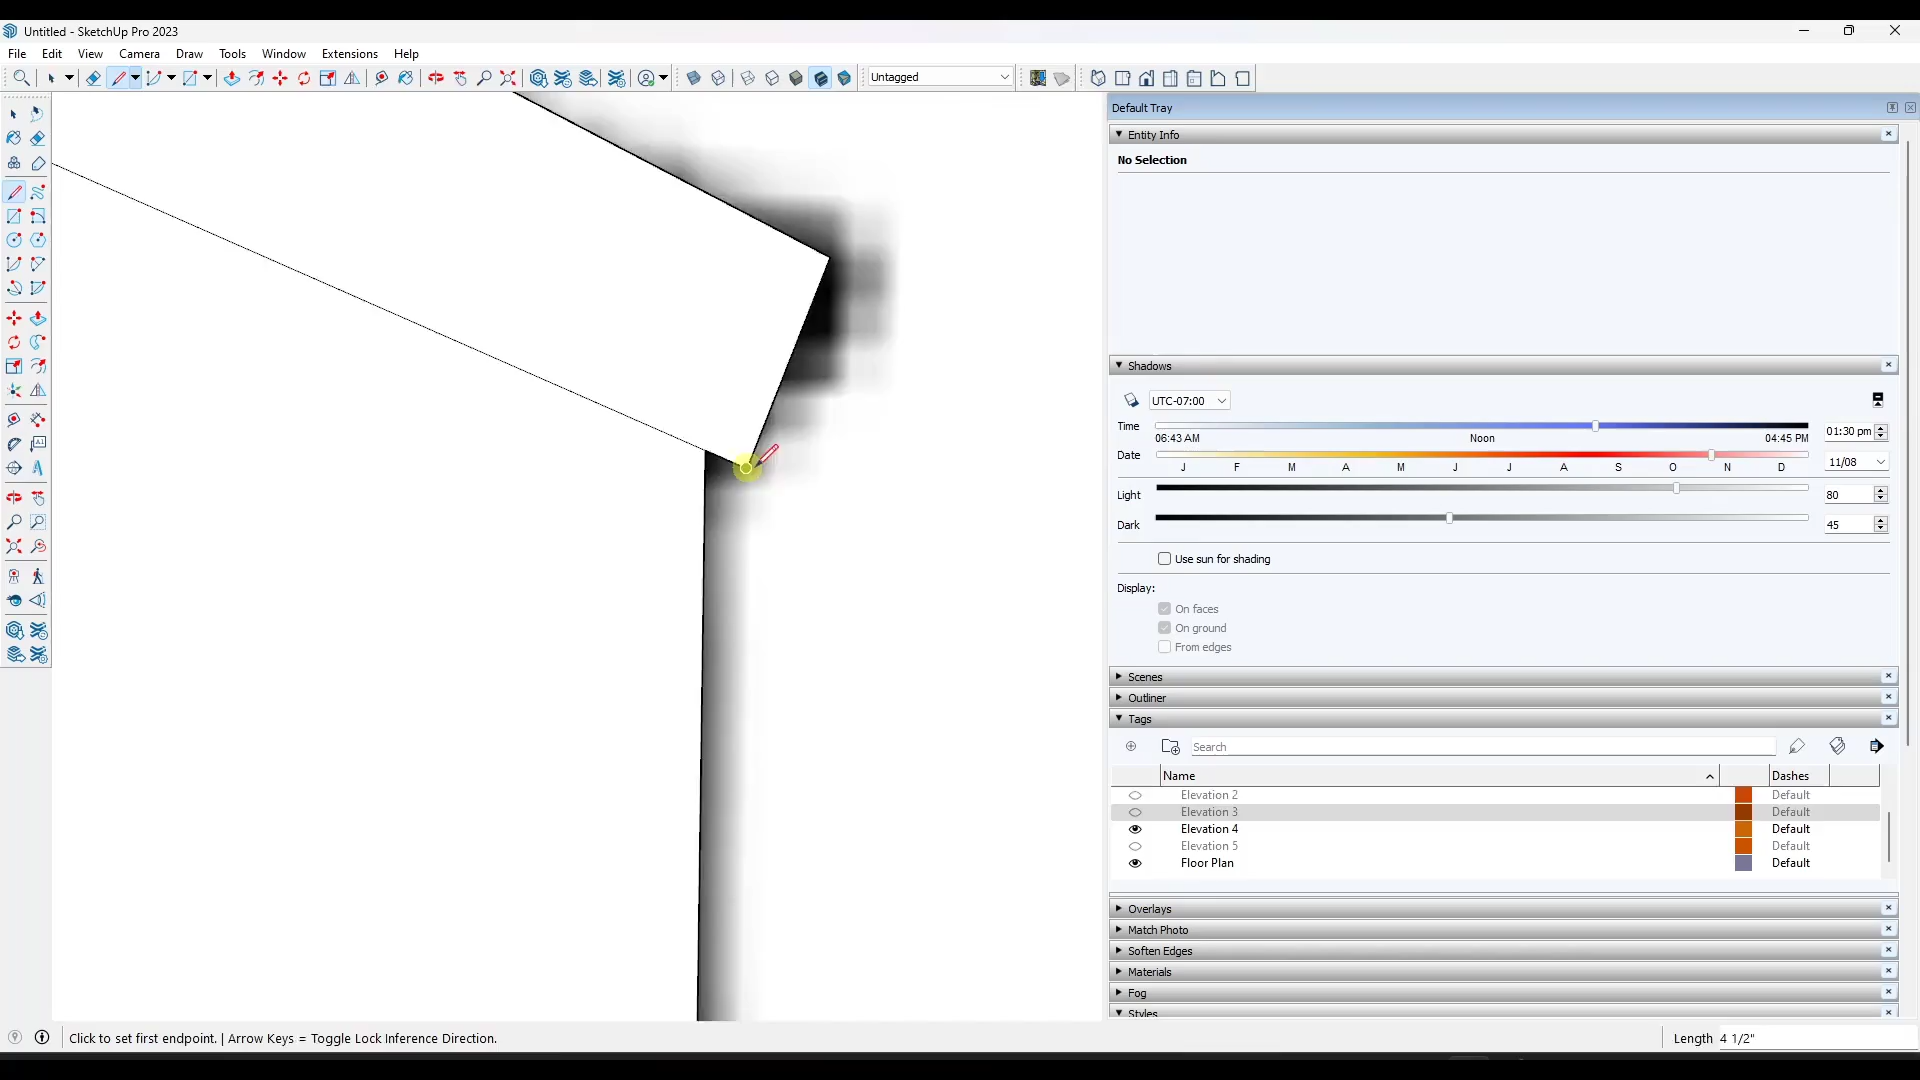 Untitled - SketchUp Pro 2023
File Edit View Camera Draw Tools Window Extensions Help
Untagged
Default Tray
Entity Info
No Selection
Shadows
UTC-07:00
Time
06:43 AM Noon 04:45 PM
01:30 pm
Date
J F M A M J J A S O N D
11/08
Light
80
Dark
45
Use sun for shading
Display:
On faces
On ground
From edges
Scenes
Outliner
Tags
Search
Name Dashes
Elevation 2 Default
Elevation 3 Default
Elevation 4 Default
Elevation 5 Default
Floor Plan Default
Overlays
Match Photo
Soften Edges
Materials
Fog
Styles
Click to set first endpoint. | Arrow Keys = Toggle Lock Inference Direction.
Length 4 1/2"